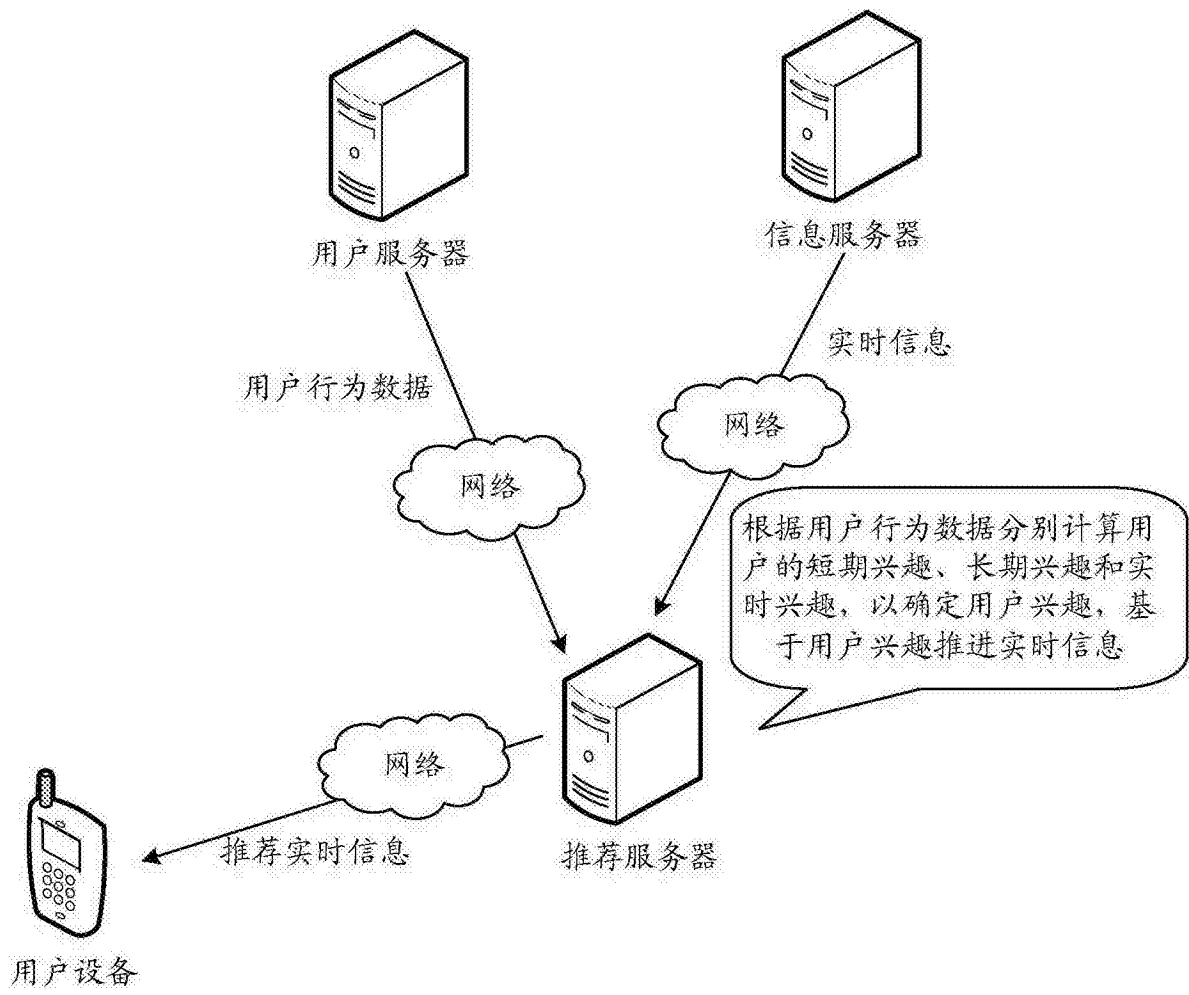 用户服务器
信息服务器
用户行为数据
实时信息
网络
网络
根据用户行为数据分别计算用
户的短期兴趣、长期兴趣和实
时兴趣，以确定用户兴趣，基
于用户兴趣推进实时信息
网络
推荐实时信息
推荐服务器
用户设备